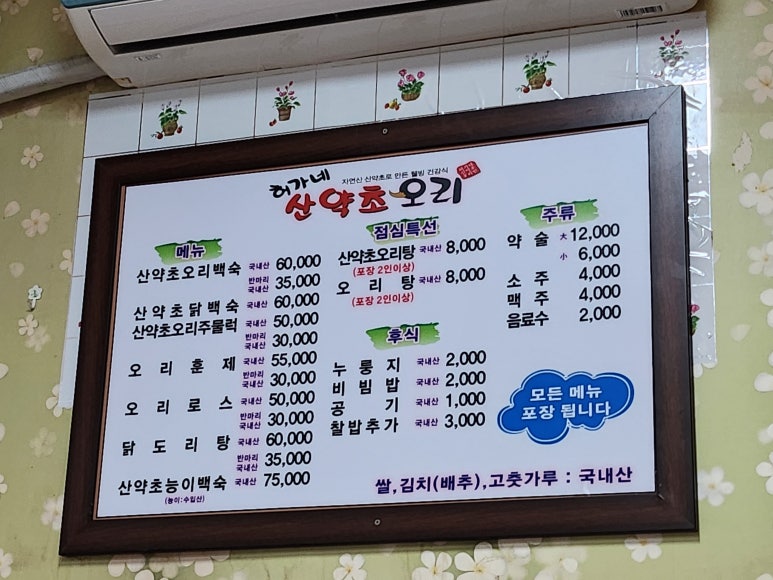 허가네
자연산 산약초로 만든 웰빙 건강식
산약초오리
메뉴
산약초오리백숙 국내산 60,000
반마리 국내산 35,000
산약초닭백숙 국내산 60,000
산약초오리주물럭 국내산 50,000
반마리 국내산 30,000
오리훈제 국내산 55,000
반마리 국내산 30,000
오리로스 국내산 50,000
반마리 국내산 30,000
닭도리탕 국내산 60,000
반마리 국내산 35,000
산약초능이백숙 국내산 75,000
(능이:수입산)
점심특선
산약초오리탕 국내산 8,000
(포장 2인이상)
오리탕 국내산 8,000
(포장 2인이상)
후식
누룽지 국내산 2,000
비빔밥 국내산 2,000
공기 국내산 1,000
찰밥추가 국내산 3,000
주류
약술 大 12,000
小 6,000
소주 4,000
맥주 4,000
음료수 2,000
모든 메뉴
포장 됩니다
쌀,김치(배추),고춧가루 : 국내산